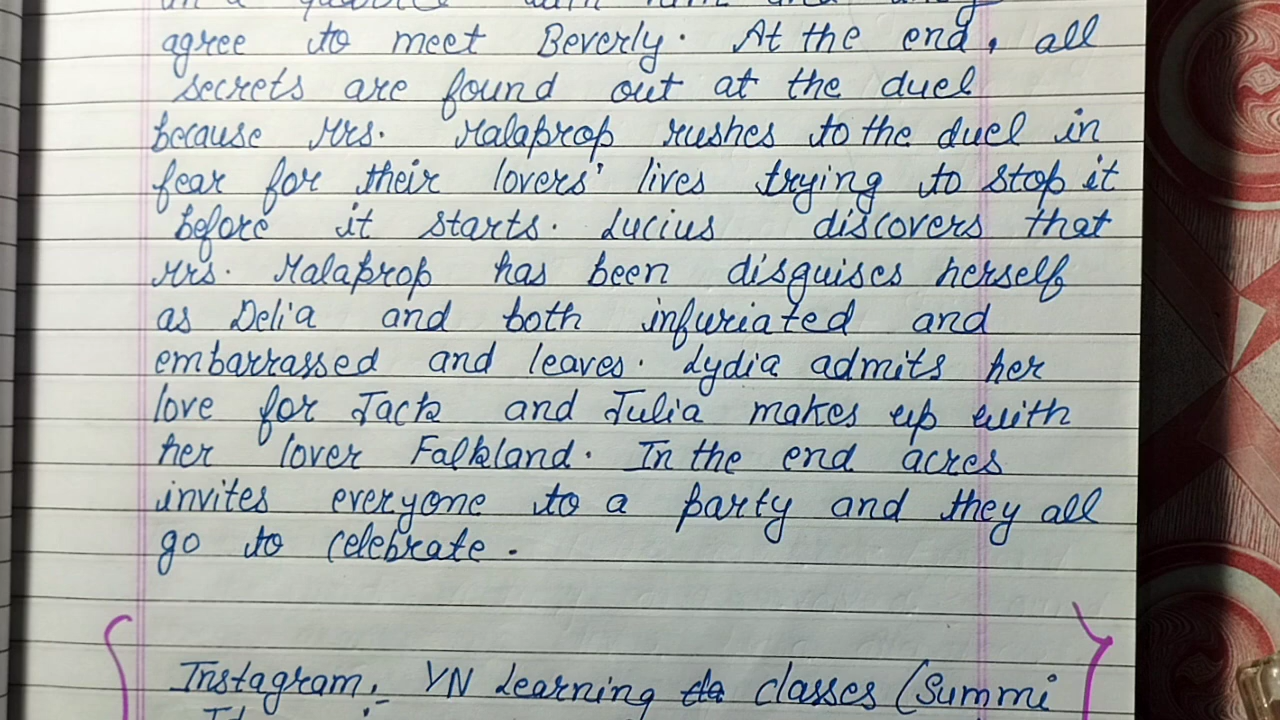 agree to meet Beverly. At the end, all
secrets are found out at the duel
because Mrs. Malaprop rushes to the duel in
fear for their lovers' lives trying to stop it
before it starts. Lucius discovers that
Mrs. Malaprop has been disguises herself
as Delia and both infuriated and
embarrassed and leaves. Lydia admits her
love for Jack and Julia makes up with
her lover Falkland. In the end acres
invites everyone to a party and they all
go to celebrate.
Instagram:- YN Learning classes (Summi